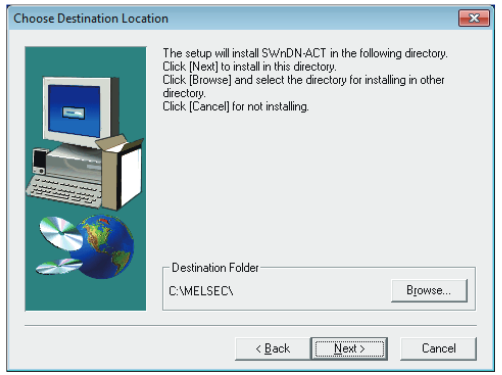 Choose Destination Location
The setup will install SWnDN-ACT in the following directory.
Click [Next] to install in this directory.
Click [Browse] and select the directory for installing in other
directory.
Click [Cancel] for not installing.
Destination Folder
C:\MELSEC\
Browse...
< Back
Next >
Cancel